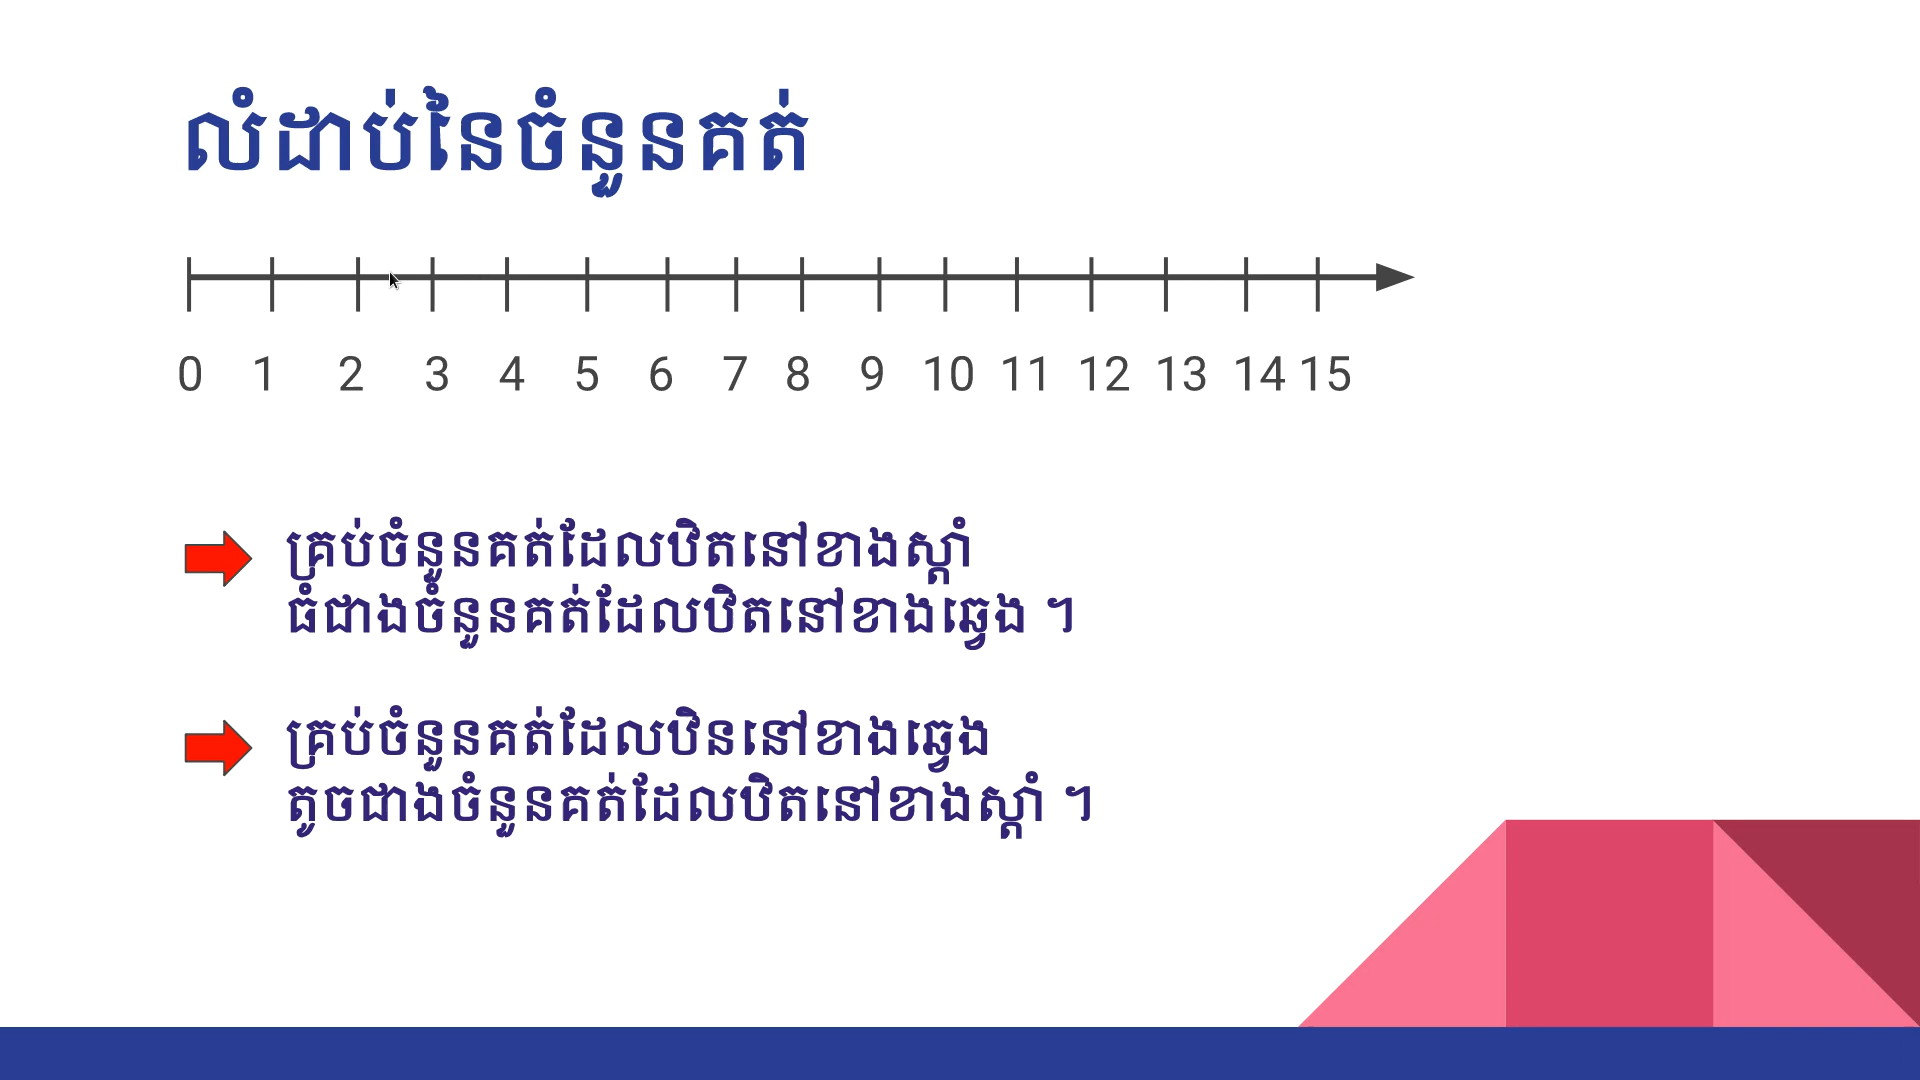 លំដាប់នៃចំនួនគត់
0 1 2 3 4 5 6 7 8 9 10 11 12 13 14 15
គ្រប់ចំនួនគត់ដែលឋិតនៅខាងស្ដាំ
ធំជាងចំនួនគត់ដែលឋិតនៅខាងឆ្វេង ។
គ្រប់ចំនួនគត់ដែលឋិននៅខាងឆ្វេង
តូចជាងចំនួនគត់ដែលឋិតនៅខាងស្ដាំ ។